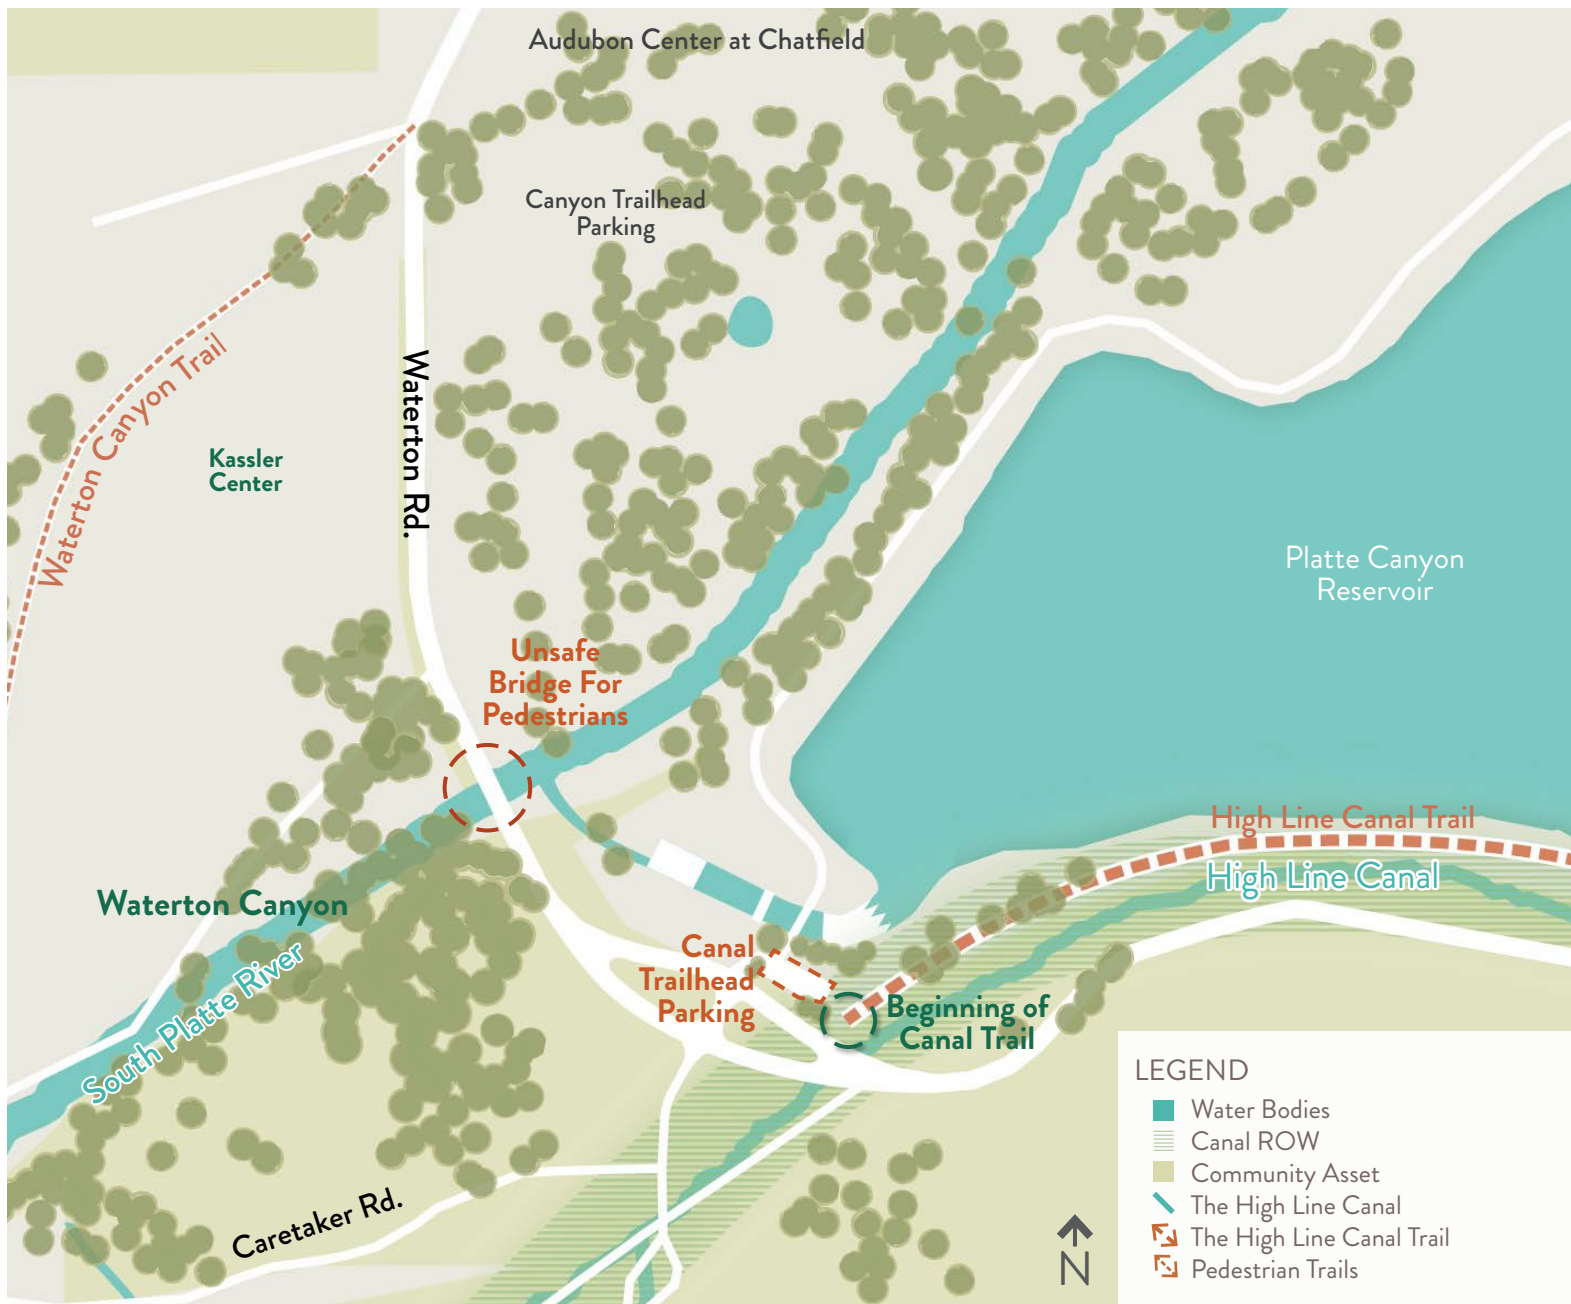 Audubon Center at Chatfield
Canyon Trailhead
Parking
Waterton Canyon Trail
Waterton Rd.
Kassler
Center
Platte Canyon
Reservoir
Unsafe
Bridge For
Pedestrians
High Line Canal Trail
High Line Canal
Waterton Canyon
South Platte River
Canal
Trailhead
Parking
Beginning of
Canal Trail
Caretaker Rd.
N
LEGEND
Water Bodies
Canal ROW
Community Asset
The High Line Canal
The High Line Canal Trail
Pedestrian Trails